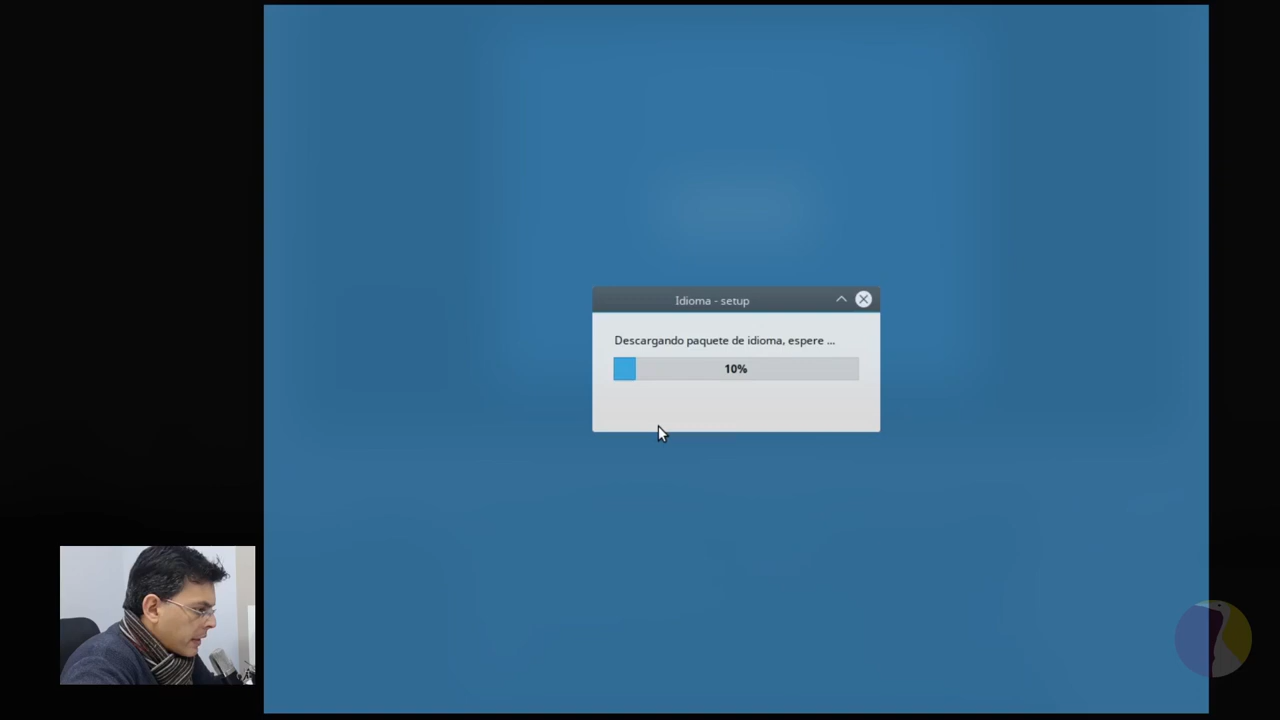 Idioma - setup
Descargando paquete de idioma, espere ...
10%